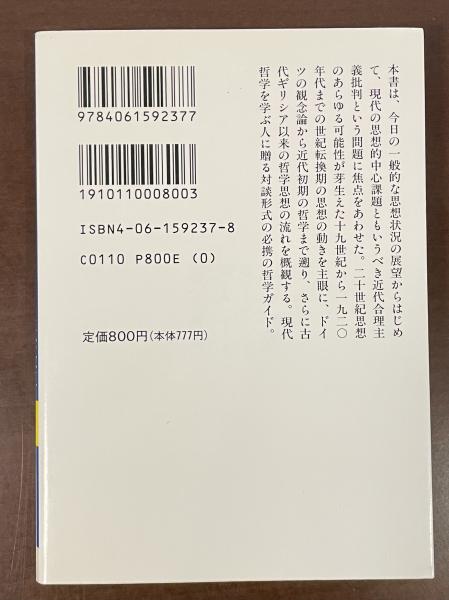 本書は、今日の一般的な思想状況の展望からはじめ
て、現代の思想的中心課題ともいうべき近代合理主
義批判という問題に焦点をあわせた。二十世紀思想
のあらゆる可能性が芽生えた十九世紀から一九二〇
年代までの世紀転換期の思想の動きを主眼に、ドイ
ツの観念論から近代初期の哲学まで遡り、さらに古
代ギリシア以来の哲学思想の流れを概観する。現代
哲学を学ぶ人に贈る対談形式の必携の哲学ガイド。
9784061592377
1910110008003
ISBN4-06-159237-8
C0110 P800E (0)
定価800円(本体777円)